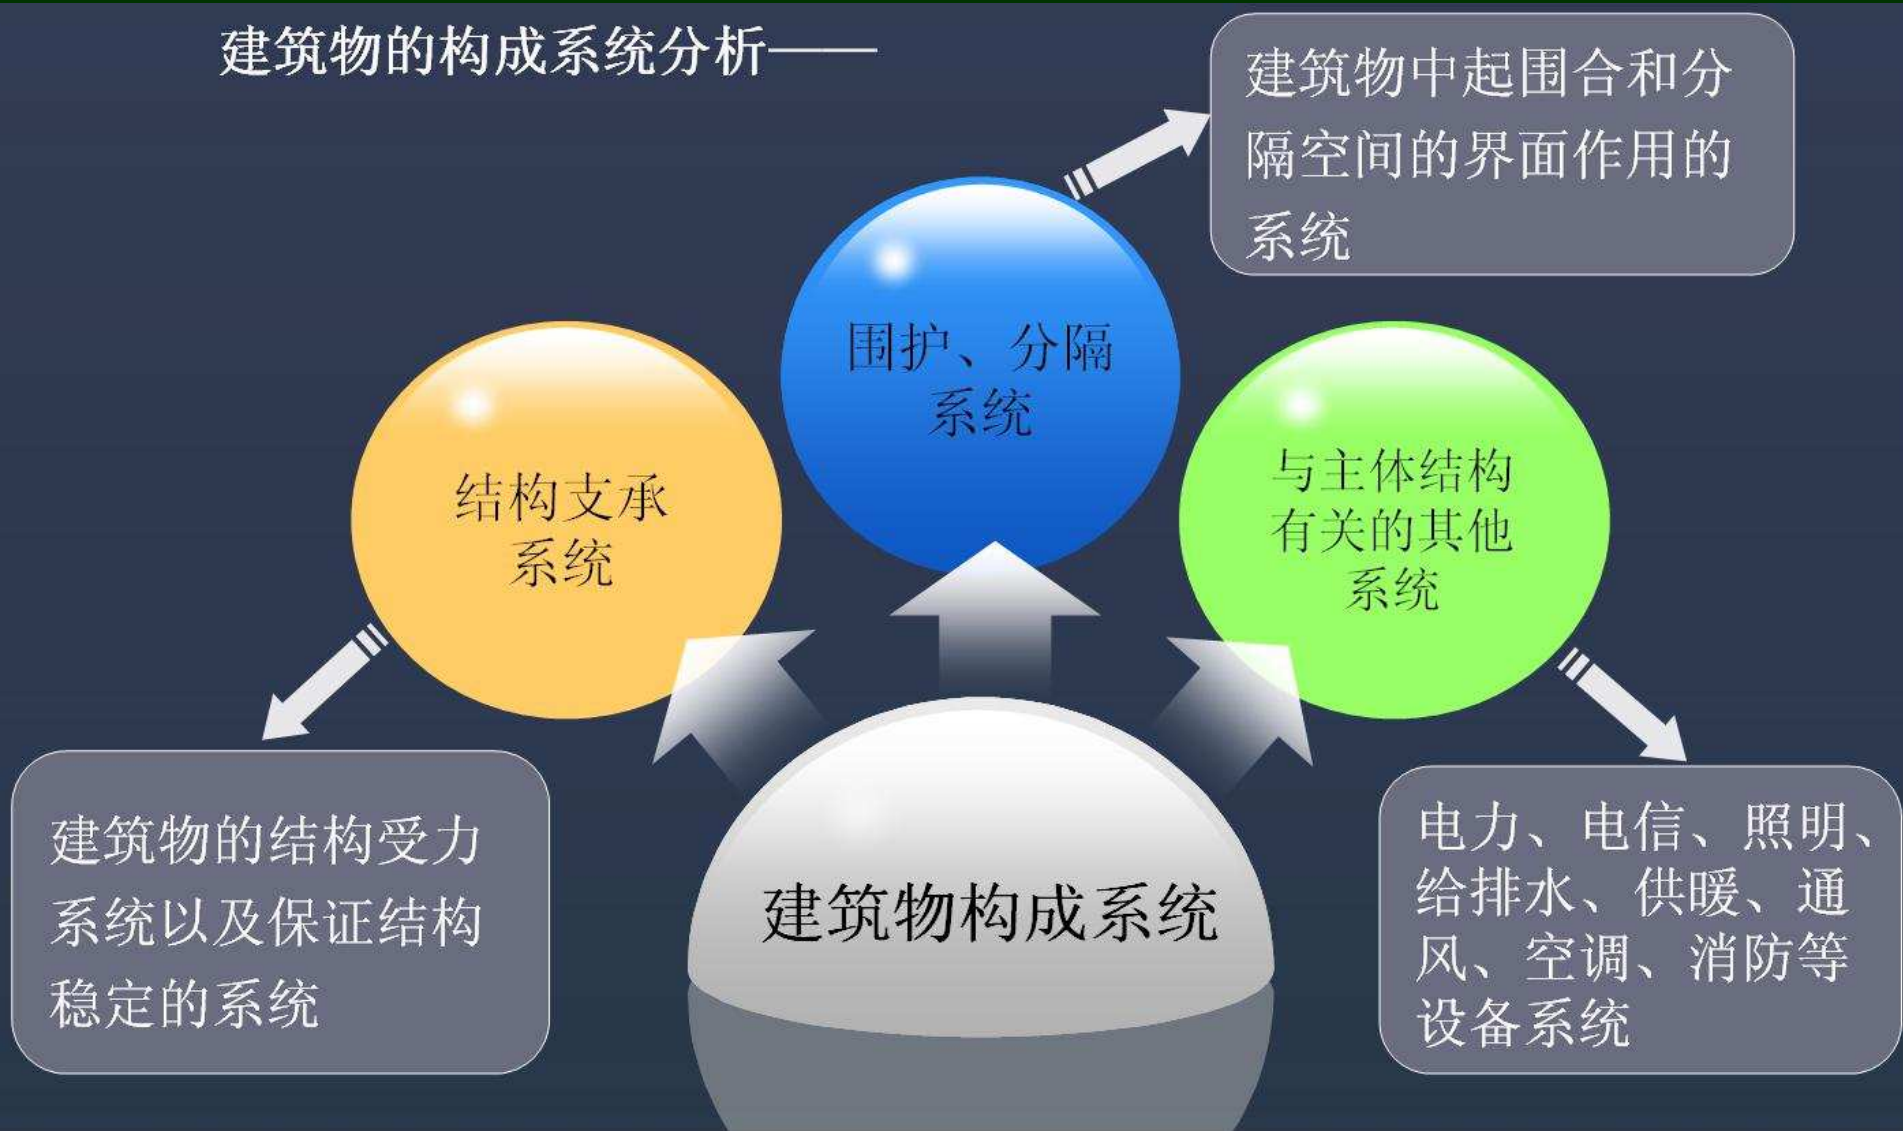 建筑物的构成系统分析——
建筑物中起围合和分
隔空间的界面作用的
系统
围护、分隔
系统
结构支承
系统
与主体结构
有关的其他
系统
建筑物的结构受力
系统以及保证结构
稳定的系统
建筑物构成系统
电力、电信、照明、
给排水、供暖、通
风、空调、消防等
设备系统